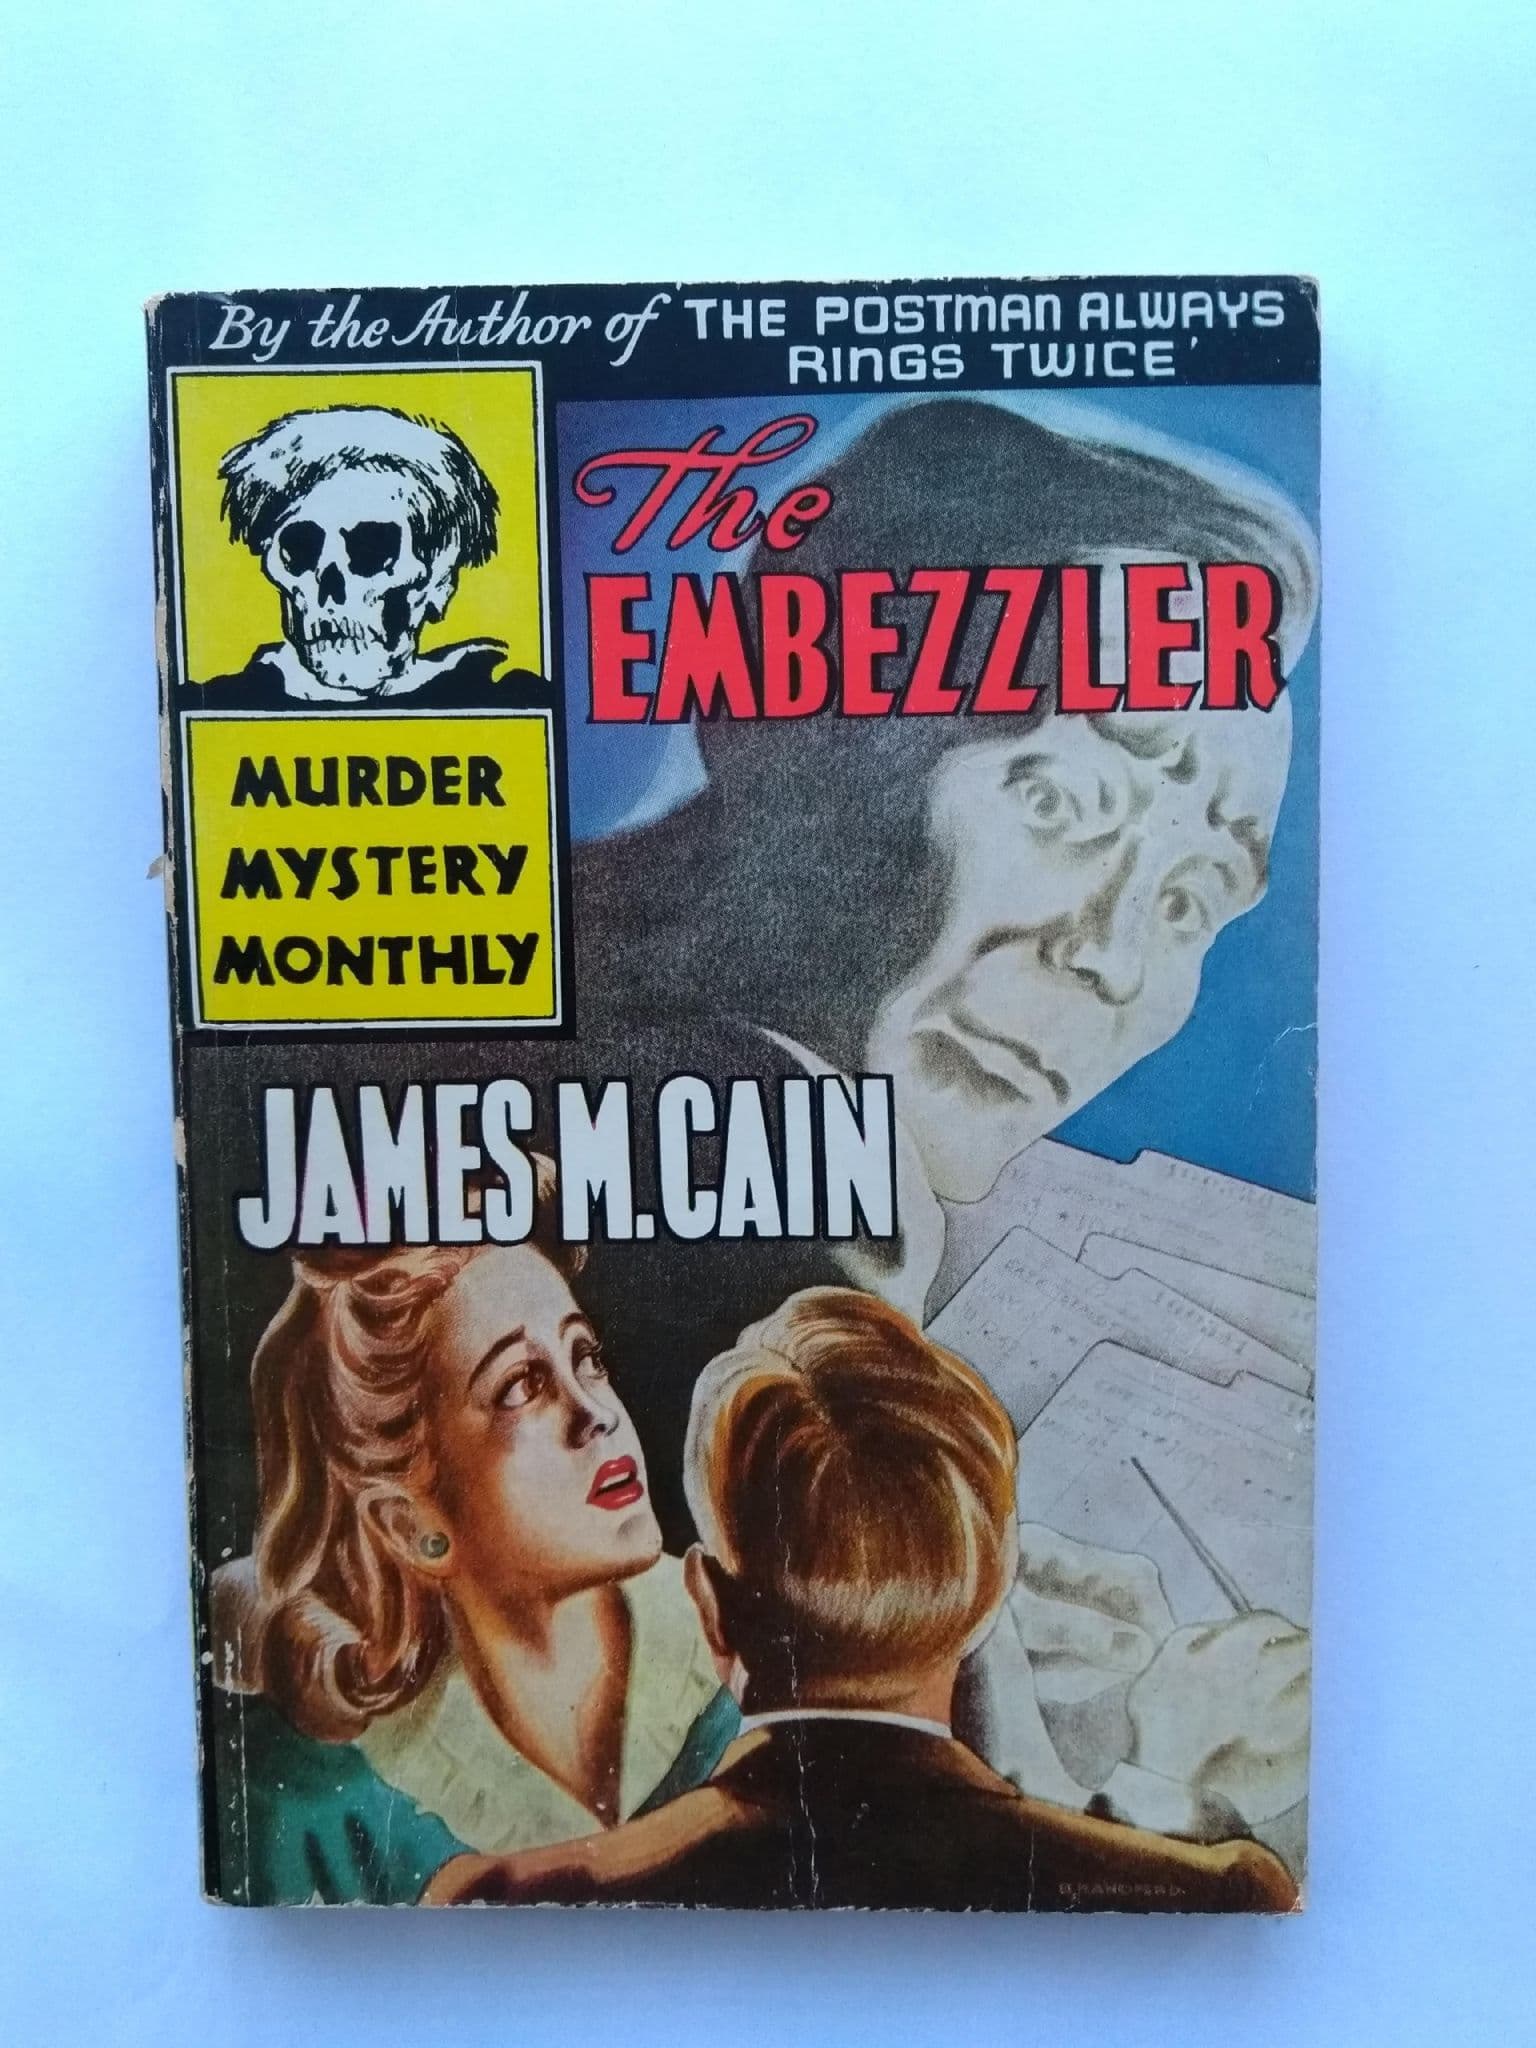 By the Author of THE POSTMAN ALWAYS
RINGS TWICE'
The
EMBEZZLER
MURDER
MYSTERY
MONTHLY
JAMES M. CAIN